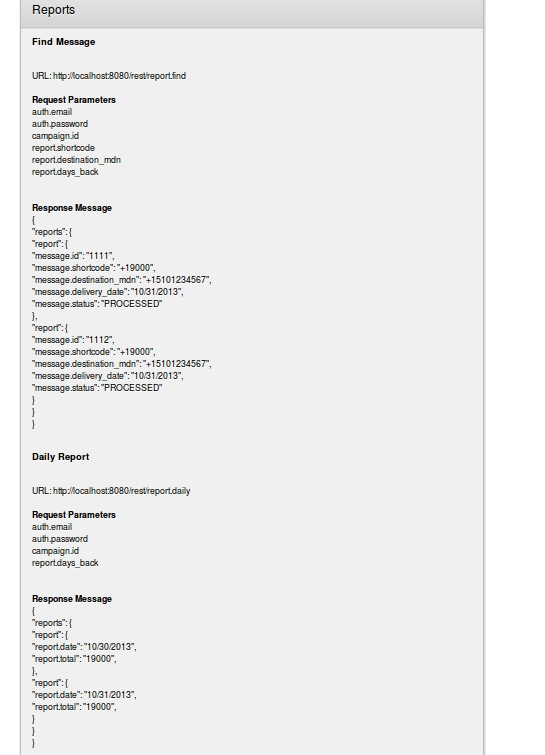 Reports
Find Message
URL: http://localhost:8080/rest/report.find
Request Parameters
auth.email
auth.password
campaign.id
report.shortcode
report.destination_mdn
report.days_back
Response Message
{
"reports": {
"report": {
"message.id": "1111",
"message.shortcode": "+19000",
"message.destination_mdn": "+15101234567",
"message.delivery_date": "10/31/2013",
"message.status": "PROCESSED"
},
"report": {
"message.id": "1112",
"message.shortcode": "+19000",
"message.destination_mdn": "+15101234567",
"message.delivery_date": "10/31/2013",
"message.status": "PROCESSED"
}
}
}
Daily Report
URL: http://localhost:8080/rest/report.daily
Request Parameters
auth.email
auth.password
campaign.id
report.days_back
Response Message
{
"reports": {
"report": {
"report.date": "10/30/2013",
"report.total": "19000",
},
"report": {
"report.date": "10/31/2013",
"report.total": "19000",
}
}
}